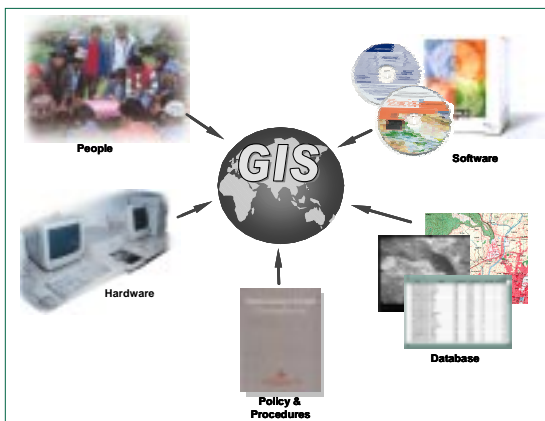 GIS
People
Software
Hardware
Database
Policy &
Procedures